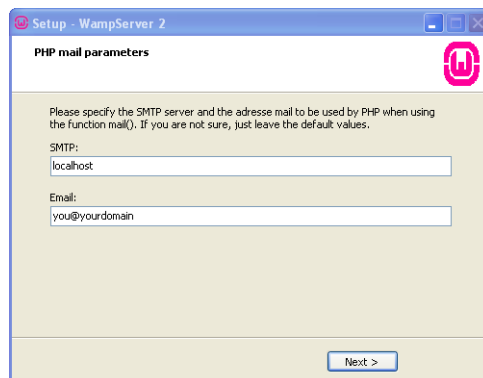 Setup - WampServer 2
PHP mail parameters
Please specify the SMTP server and the adresse mail to be used by PHP when using
the function mail(). If you are not sure, just leave the default values.
SMTP:
localhost
Email:
you@yourdomain
Next >